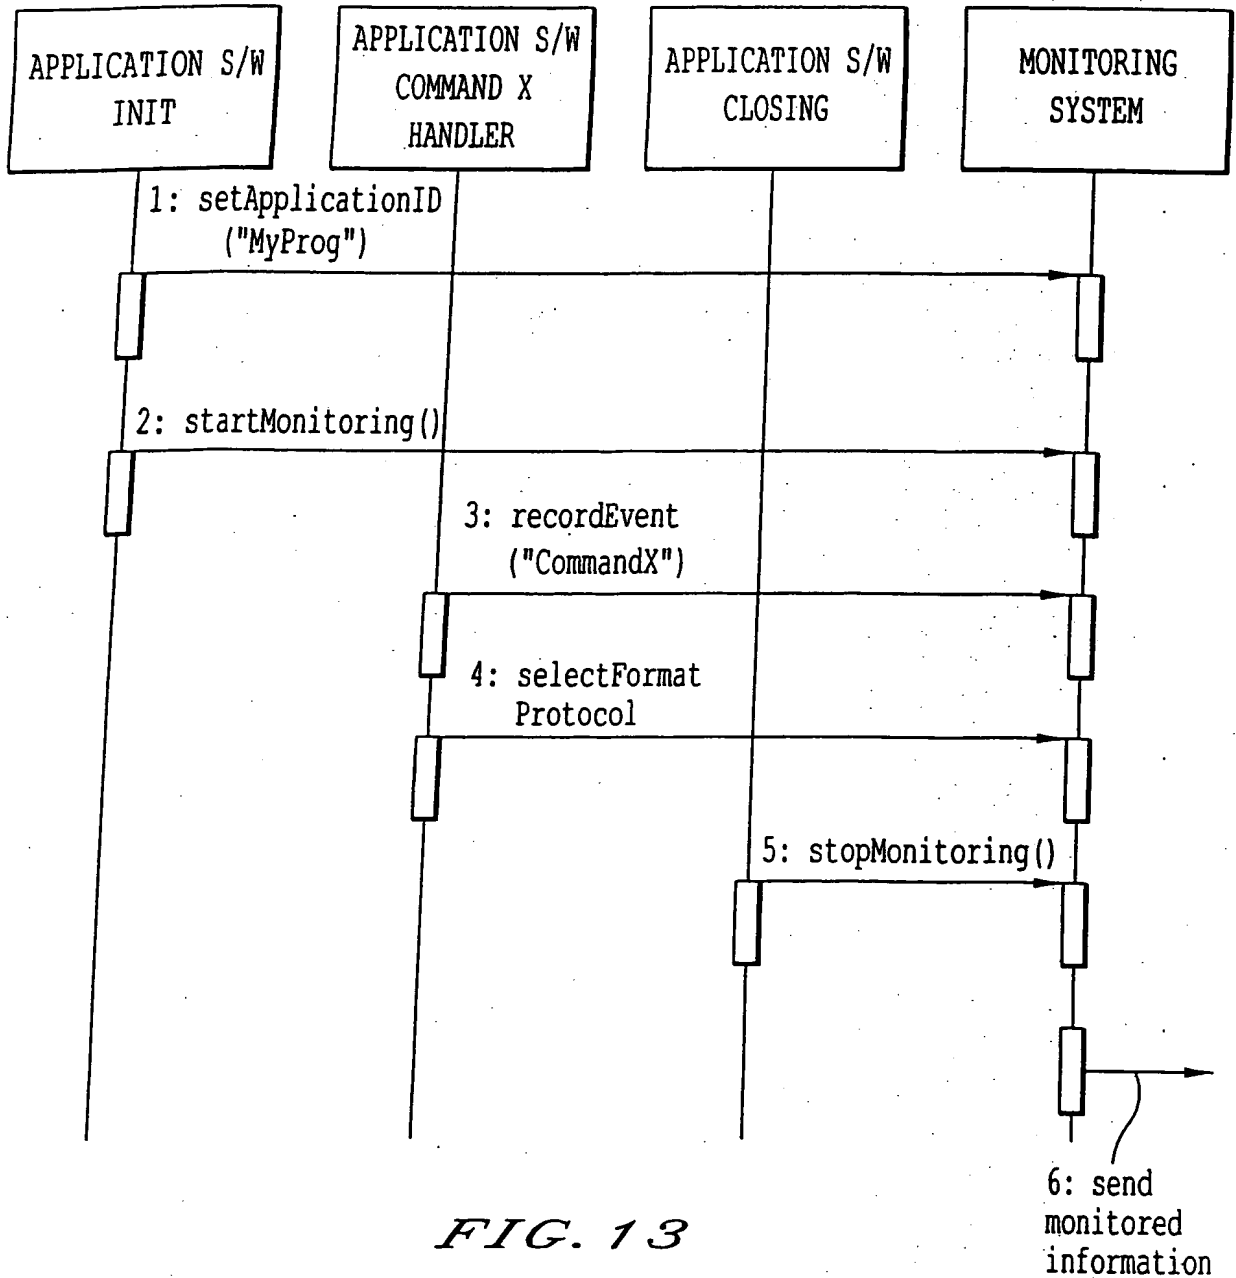 APPLICATION S/W
INIT
APPLICATION S/W
COMMAND X
HANDLER
APPLICATION S/W
CLOSING
MONITORING
SYSTEM
1: setApplicationID
("MyProg")
2: startMonitoring()
3: recordEvent
("CommandX")
4: selectFormat
Protocol
5: stopMonitoring()
6: send
monitored
information
FIG. 13